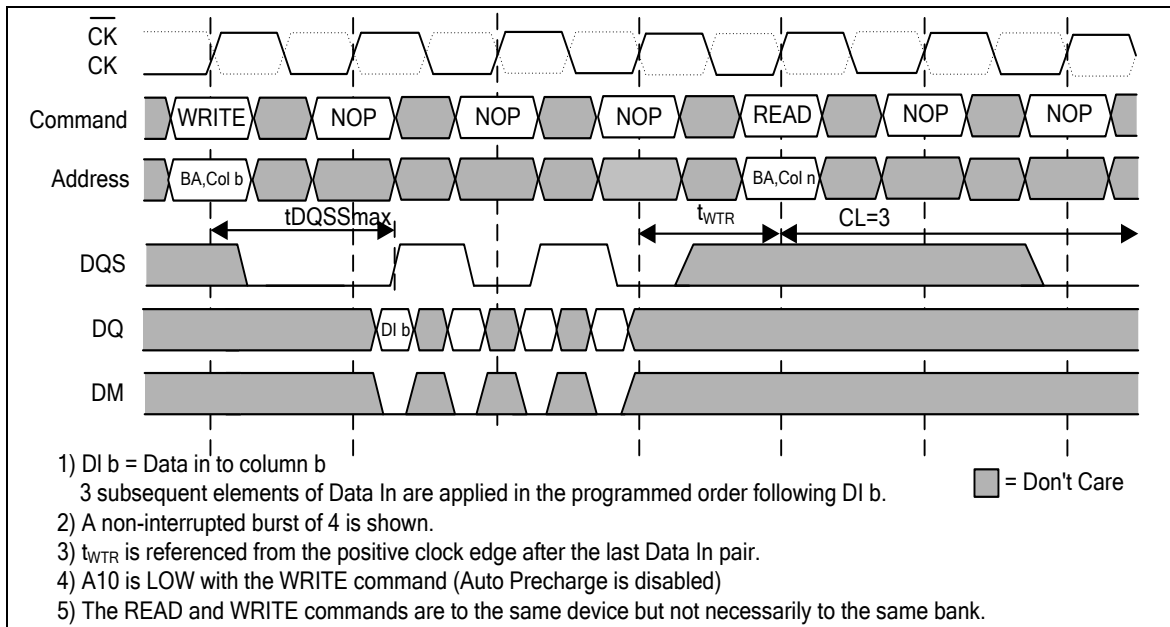 CK
CK
Command WRITE NOP NOP NOP READ NOP NOP
Address BA,Col b BA,Col n
tDQSSmax tWTR CL=3
DQS
DQ DI b
DM
1) DI b = Data in to column b
3 subsequent elements of Data In are applied in the programmed order following DI b.
= Don't Care
2) A non-interrupted burst of 4 is shown.
3) tWTR is referenced from the positive clock edge after the last Data In pair.
4) A10 is LOW with the WRITE command (Auto Precharge is disabled)
5) The READ and WRITE commands are to the same device but not necessarily to the same bank.